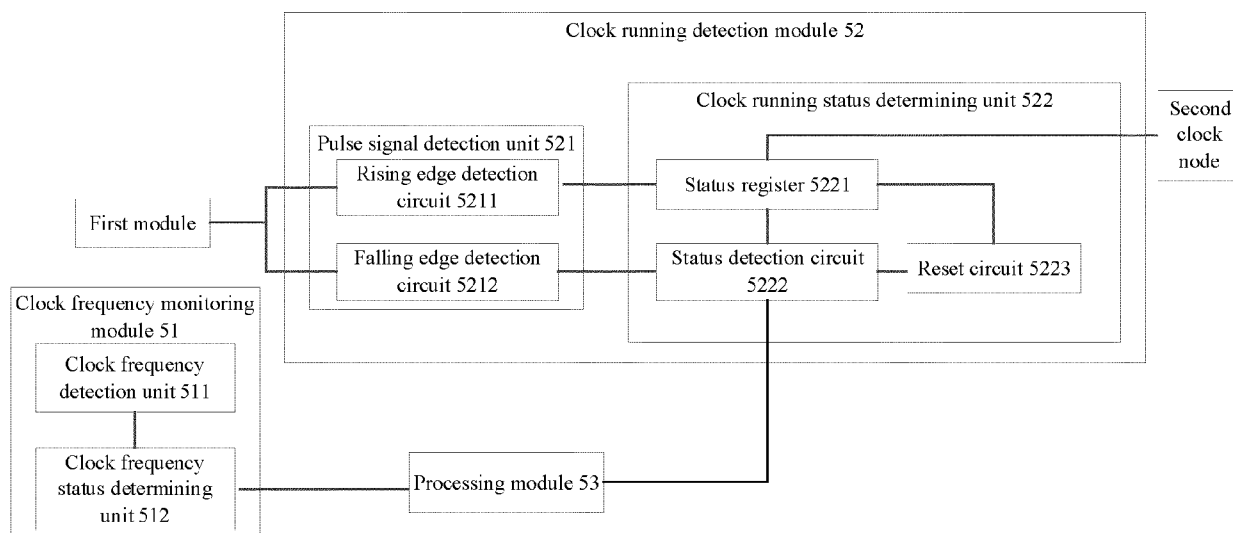 Clock running detection module 52
Clock running status determining unit 522
Second
clock
node
Pulse signal detection unit 521
Rising edge detection
circuit 5211
Status register 5221
First module
Falling edge detection
circuit 5212
Status detection circuit
5222
Reset circuit 5223
Clock frequency monitoring
module 51
Clock frequency
detection unit 511
Clock frequency
status determining
unit 512
Processing module 53